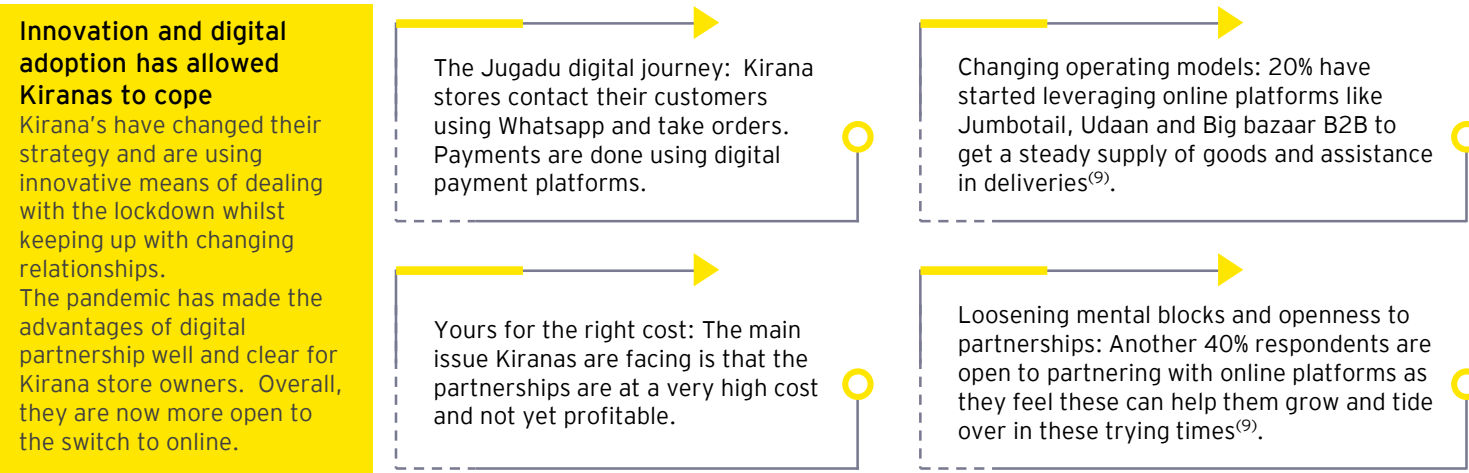 Innovation and digital
adoption has allowed
Kiranas to cope
Kirana's have changed their
strategy and are using
innovative means of dealing
with the lockdown whilst
keeping up with changing
relationships.
The pandemic has made the
advantages of digital
partnership well and clear for
Kirana store owners.  Overall,
they are now more open to
the switch to online.
The Jugadu digital journey:  Kirana
stores contact their customers
using Whatsapp and take orders.
Payments are done using digital
payment platforms.
Changing operating models: 20% have
started leveraging online platforms like
Jumbotail, Udaan and Big bazaar B2B to
get a steady supply of goods and assistance
in deliveries⁽⁹⁾.
Yours for the right cost: The main
issue Kiranas are facing is that the
partnerships are at a very high cost
and not yet profitable.
Loosening mental blocks and openness to
partnerships: Another 40% respondents are
open to partnering with online platforms as
they feel these can help them grow and tide
over in these trying times⁽⁹⁾.